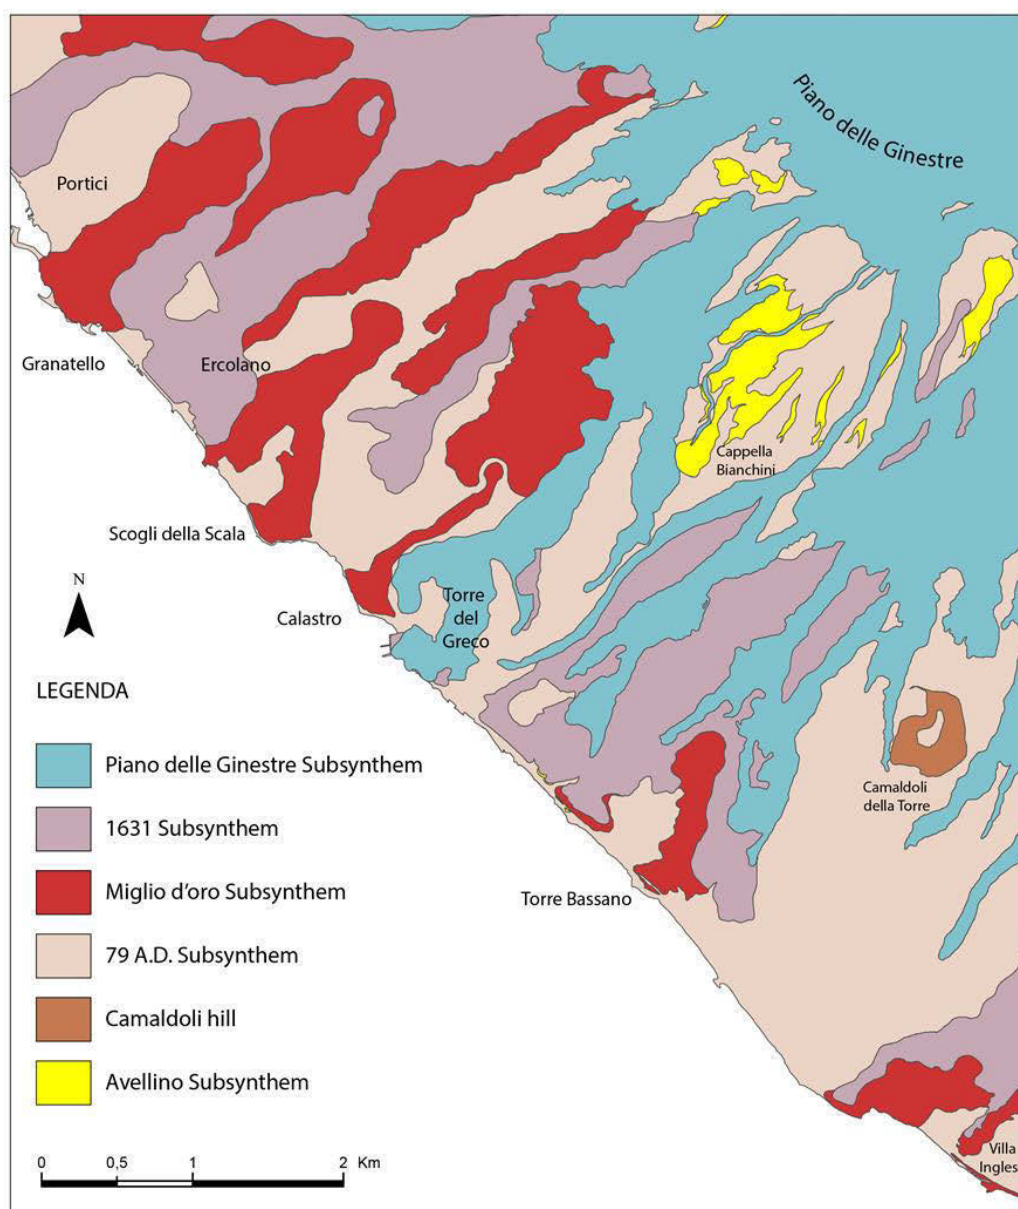 Piano delle Ginestre
Portici
Granatello
Ercolano
Cappella
Bianchini
Scogli della Scala
N
Calastro
Torre
del
Greco
LEGENDA
Piano delle Ginestre Subsynthem
1631 Subsynthem
Miglio d'oro Subsynthem
79 A.D. Subsynthem
Camaldoli hill
Avellino Subsynthem
Camaldoli
della Torre
Torre Bassano
Villa
Ingles
0 0,5 1 2 Km